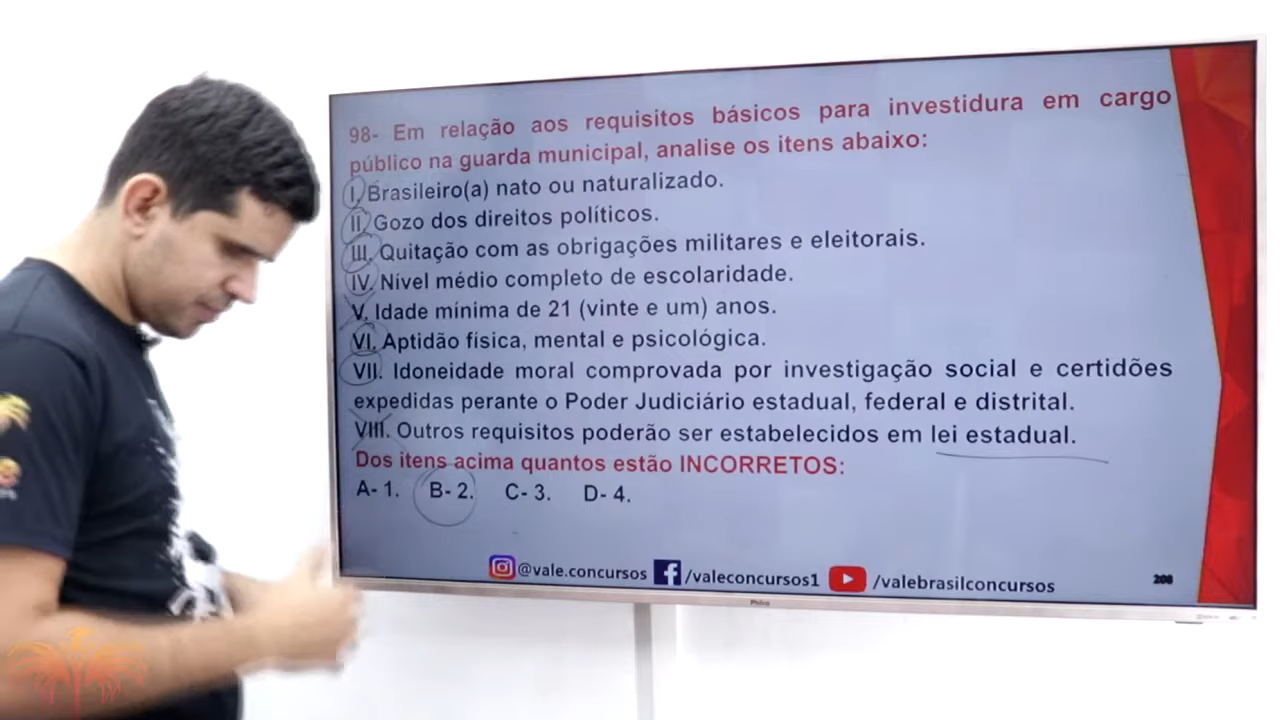 98- Em relação aos requisitos básicos para investidura em cargo
público na guarda municipal, analise os itens abaixo:
I. Brasileiro(a) nato ou naturalizado.
II. Gozo dos direitos políticos.
III. Quitação com as obrigações militares e eleitorais.
IV. Nível médio completo de escolaridade.
V. Idade mínima de 21 (vinte e um) anos.
VI. Aptidão física, mental e psicológica.
VII. Idoneidade moral comprovada por investigação social e certidões
expedidas perante o Poder Judiciário estadual, federal e distrital.
VIII. Outros requisitos poderão ser estabelecidos em lei estadual.
Dos itens acima quantos estão INCORRETOS:
A- 1. B- 2. C- 3. D- 4.
@vale.concursos /valeconcursos1 /valebrasilconcursos
208
Philco